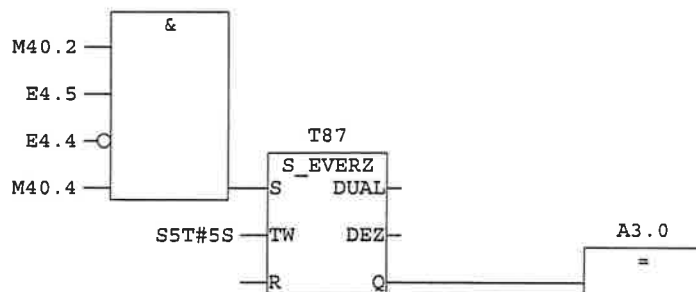 &
M40.2
E4.5
E4.4
M40.4
T87
S_EVERZ
S DUAL
S5T#5S TW DEZ
A3.0
=
R Q